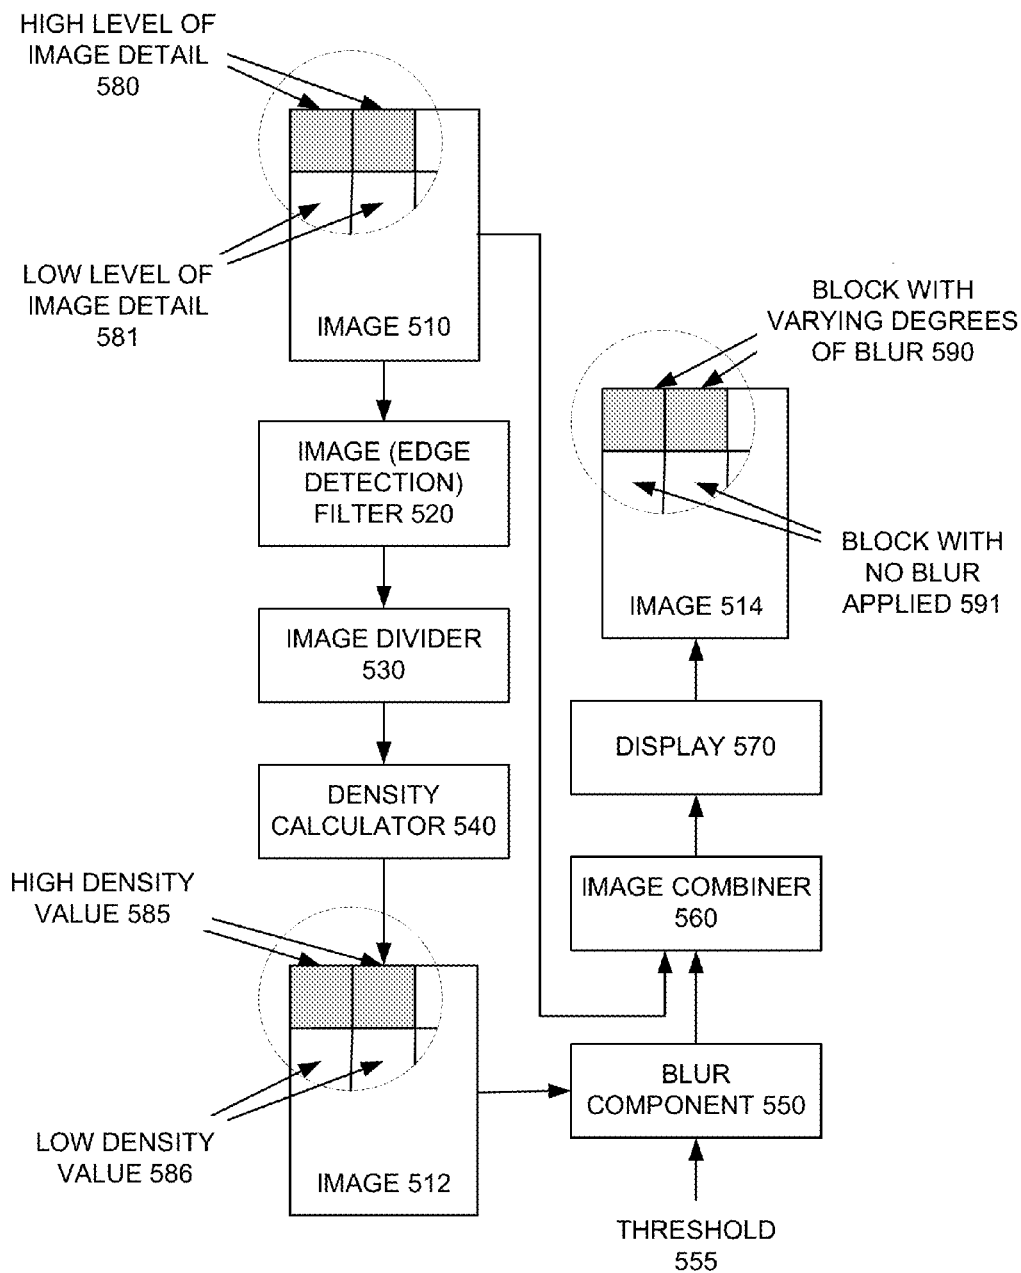 HIGH LEVEL OF
IMAGE DETAIL
580
LOW LEVEL OF
IMAGE DETAIL
581
IMAGE 510
BLOCK WITH
VARYING DEGREES
OF BLUR 590
IMAGE (EDGE
DETECTION)
FILTER 520
BLOCK WITH
NO BLUR
APPLIED 591
IMAGE 514
IMAGE DIVIDER
530
DISPLAY 570
DENSITY
CALCULATOR 540
HIGH DENSITY
VALUE 585
IMAGE COMBINER
560
BLUR
COMPONENT 550
LOW DENSITY
VALUE 586
IMAGE 512
THRESHOLD
555